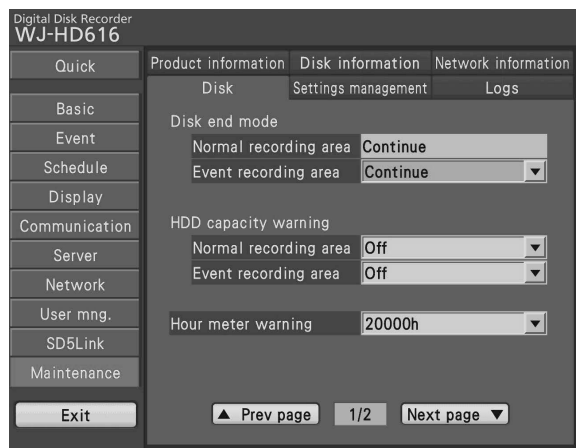 Digital Disk Recorder
WJ-HD616
Quick
Basic
Event
Schedule
Display
Communication
Server
Network
User mng.
SD5Link
Maintenance
Exit
Product information Disk information Network information
Disk Settings management Logs
Disk end mode
Normal recording area Continue
Event recording area Continue
HDD capacity warning
Normal recording area Off
Event recording area Off
Hour meter warning 20000h
▲ Prev page 1/2 Next page ▼